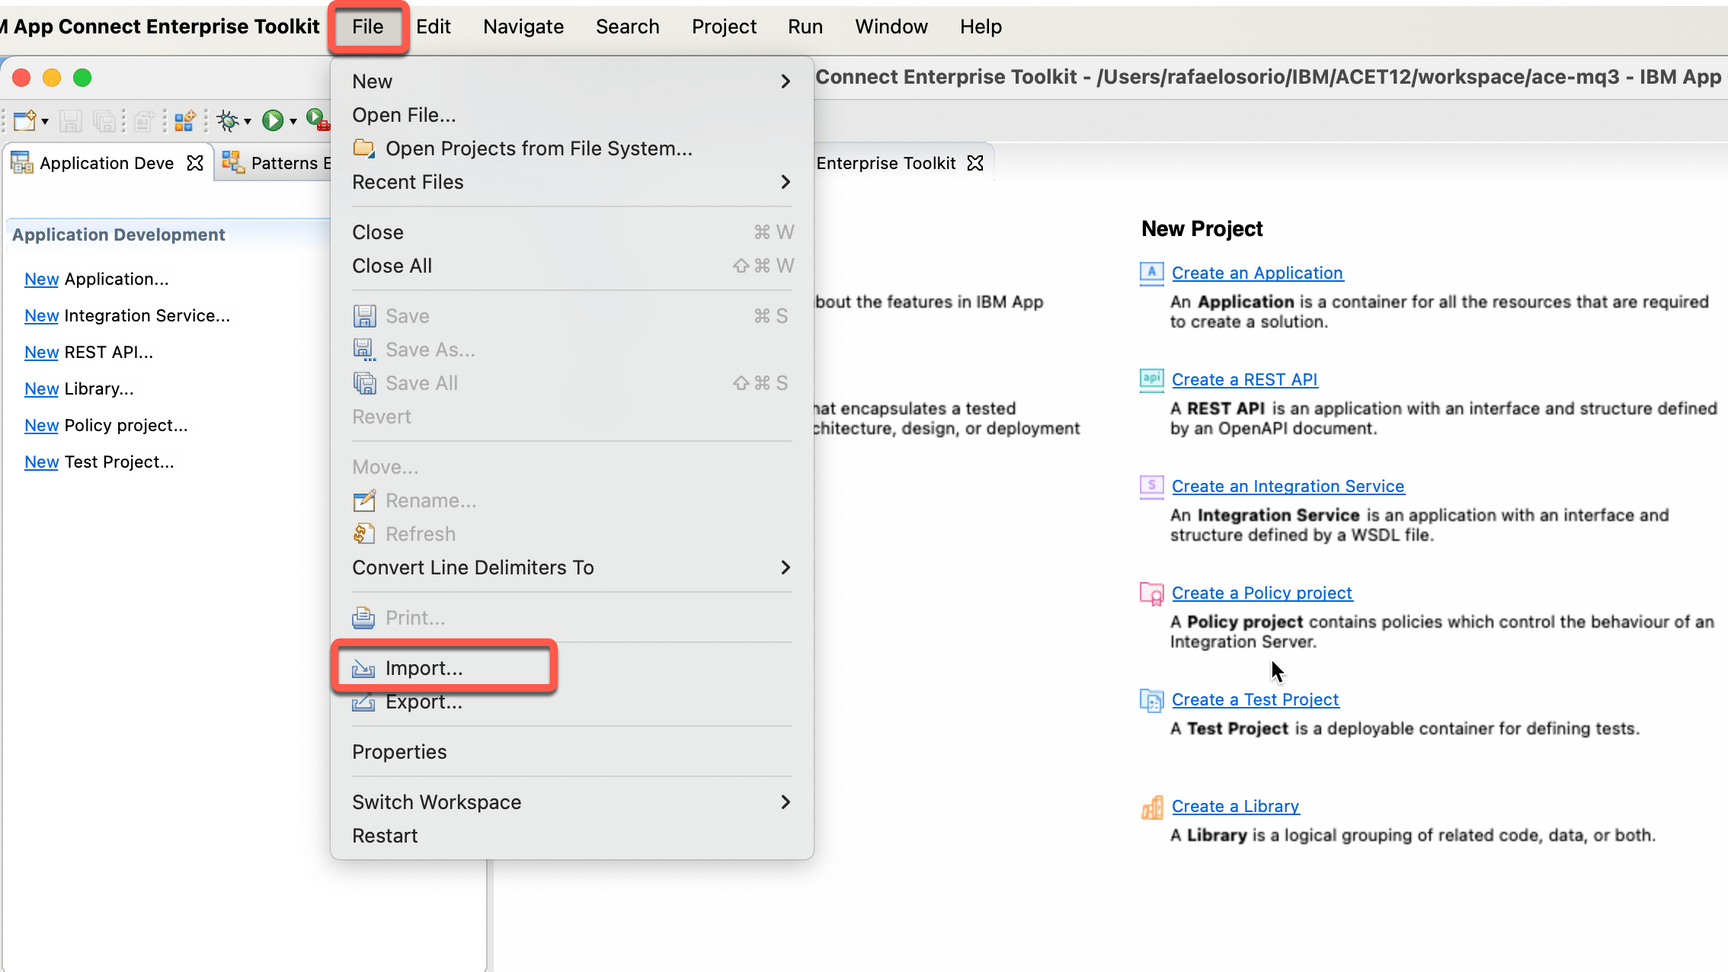 App Connect Enterprise Toolkit File Edit Navigate Search Project Run Window Help
Connect Enterprise Toolkit - /Users/rafaelosorio/IBM/ACET12/workspace/ace-mq3 - IBM App
Application Deve
Patterns E
Enterprise Toolkit
New
Open File...
Open Projects from File System...
Recent Files
Close ⌘ W
Close All ⇧ ⌘ W
Save ⌘ S
Save As...
Save All ⇧ ⌘ S
Revert
Move...
Rename...
Refresh
Convert Line Delimiters To
Print...
Import...
Export...
Properties
Switch Workspace
Restart
Application Development
New Application...
New Integration Service...
New REST API...
New Library...
New Policy project...
New Test Project...
about the features in IBM App
hat encapsulates a tested
chitecture, design, or deployment
New Project
A Create an Application
An Application is a container for all the resources that are required
to create a solution.
api Create a REST API
A REST API is an application with an interface and structure defined
by an OpenAPI document.
S Create an Integration Service
An Integration Service is an application with an interface and
structure defined by a WSDL file.
Create a Policy project
A Policy project contains policies which control the behaviour of an
Integration Server.
Create a Test Project
A Test Project is a deployable container for defining tests.
Create a Library
A Library is a logical grouping of related code, data, or both.